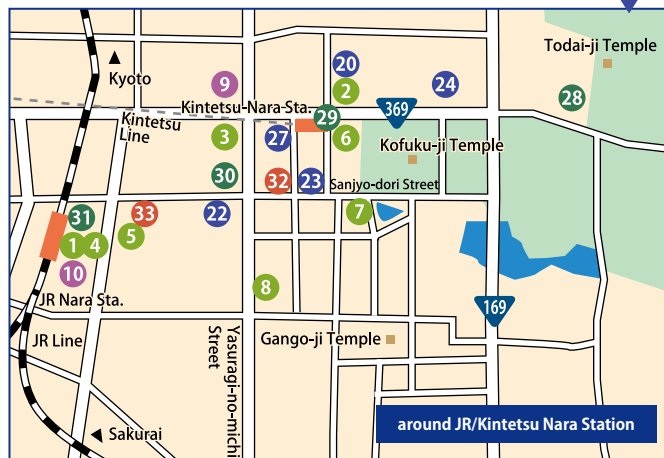 Todai-ji Temple
Kyoto
20
9
24
2
28
Kintetsu-Nara Sta.
Kintetsu
Line
29
369
3
27
6
Kofuku-ji Temple
30
32
23
Sanjyo-dori Street
31
33
22
7
1
4
5
10
8
JR Nara Sta.
169
JR Line
Gango-ji Temple
Yasuragi-no-michi
Street
around JR/Kintetsu Nara Station
Sakurai